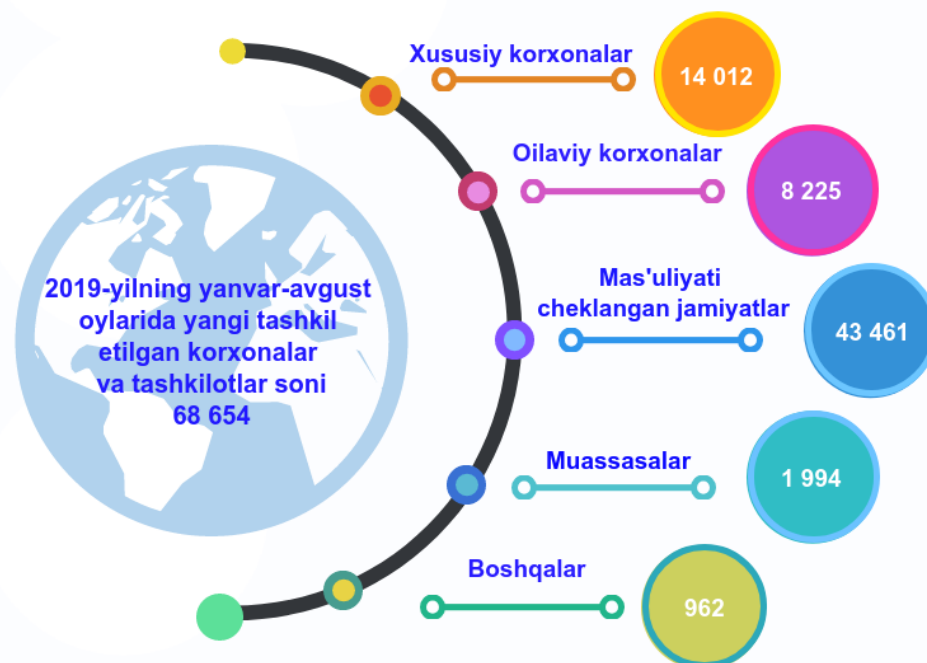 2019-yilning yanvar-avgust
oylarida yangi tashkil
etilgan korxonalar
va tashkilotlar soni
68 654
Xususiy korxonalar
14 012
Oilaviy korxonalar
8 225
Mas'uliyati
cheklangan jamiyatlar
43 461
Muassasalar
1 994
Boshqalar
962